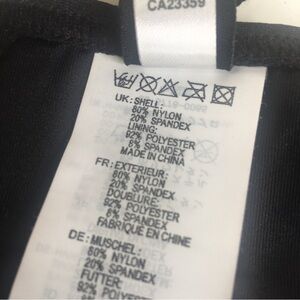 CA23359
UK: SHELL:
80% NYLON
20% SPANDEX
LINING:
92% POLYESTER
8% SPANDEX
MADE IN CHINA
FR: EXTERIEUR:
80% NYLON
20% SPANDEX
DOUBLURE:
92% POLYESTER
8% SPANDEX
FABRIQUÉ EN CHINE
DE: MUSCHEL:
80% NYLON
20% SPANDEX
FUTTER:
92% POLYESTER